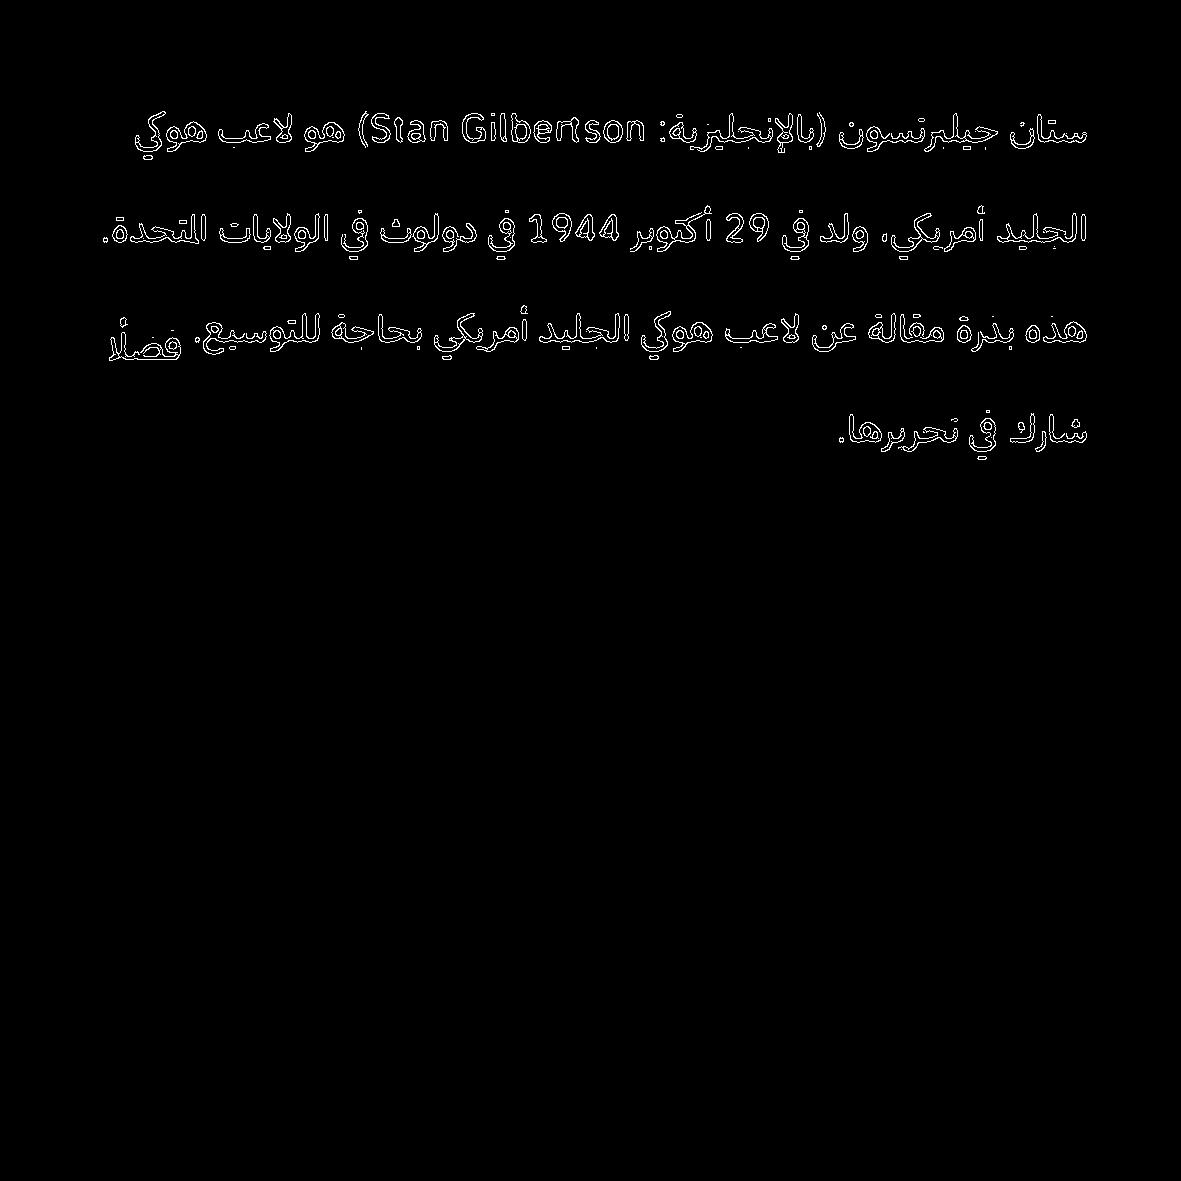 ستان جيلبرتسون (بالإنجليزية: Stan Gilbertson) هو لاعب هوكي
الجليد أمريكي، ولد في 29 أكتوبر 1944 في دولوث في الولايات المتحدة.
هذه بذرة مقالة عن لاعب هوكي الجليد أمريكي بحاجة للتوسيع. فضلًا
شارك في تحريرها.